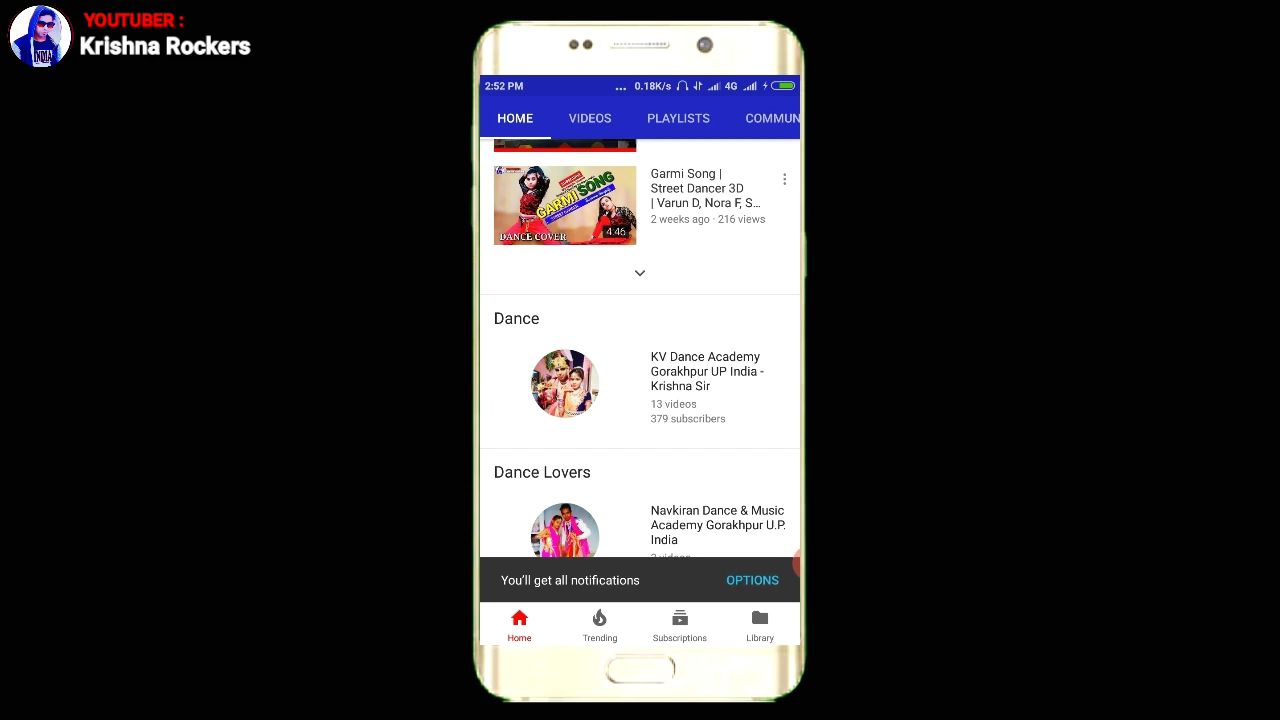 YOUTUBER :
Krishna Rockers
2:52 PM
... 0.18K/s 4G
HOME VIDEOS PLAYLISTS COMMUN
GARMI SONG
DANCE COVER
4:46
Garmi Song |
Street Dancer 3D
| Varun D, Nora F, S...
2 weeks ago · 216 views
Dance
KV Dance Academy
Gorakhpur UP India -
Krishna Sir
13 videos
379 subscribers
Dance Lovers
Navkiran Dance & Music
Academy Gorakhpur U.P.
India
You'll get all notifications OPTIONS
Home Trending Subscriptions Library